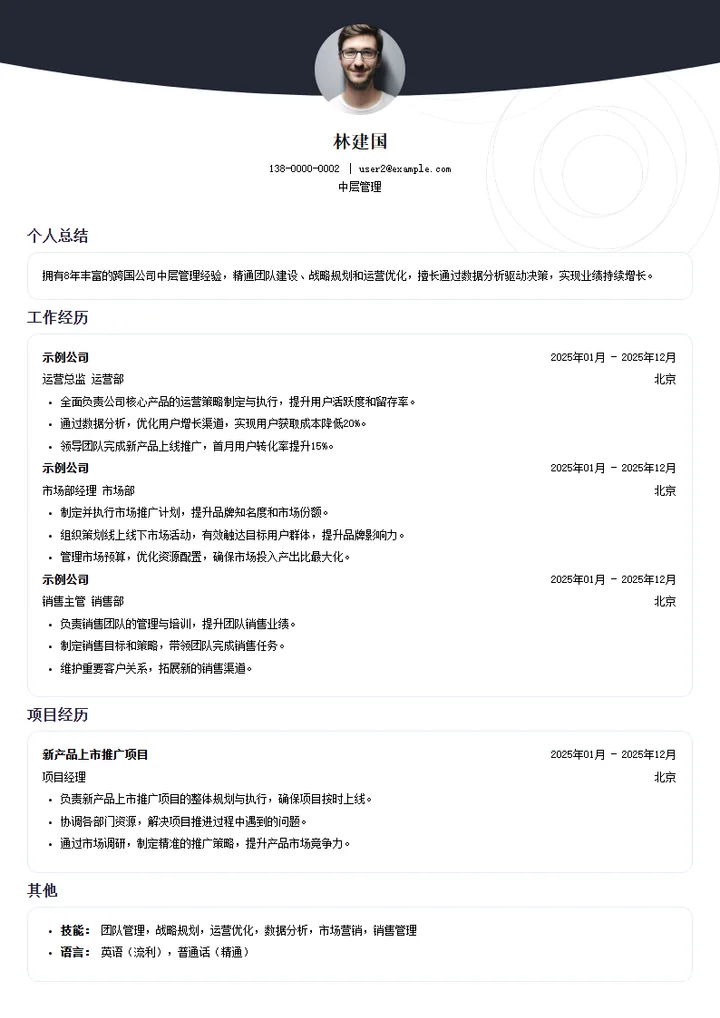 林建国
138-0000-0002 | user2@example.com
中层管理
个人总结
拥有8年丰富的跨国公司中层管理经验，精通团队建设、战略规划和运营优化，擅长通过数据分析驱动决策，实现业绩持续增长。
工作经历
示例公司 2025年01月 - 2025年12月
运营总监 运营部 北京
• 全面负责公司核心产品的运营策略制定与执行，提升用户活跃度和留存率。
• 通过数据分析，优化用户增长渠道，实现用户获取成本降低20%。
• 领导团队完成新产品上线推广，首月用户转化率提升15%。
示例公司 2025年01月 - 2025年12月
市场部经理 市场部 北京
• 制定并执行市场推广计划，提升品牌知名度和市场份额。
• 组织策划线上线下市场活动，有效触达目标用户群体，提升品牌影响力。
• 管理市场预算，优化资源配置，确保市场投入产出比最大化。
示例公司 2025年01月 - 2025年12月
销售主管 销售部 北京
• 负责销售团队的管理与培训，提升团队销售业绩。
• 制定销售目标和策略，带领团队完成销售任务。
• 维护重要客户关系，拓展新的销售渠道。
项目经历
新产品上市推广项目 2025年01月 - 2025年12月
项目经理 北京
• 负责新产品上市推广项目的整体规划与执行，确保项目按时上线。
• 协调各部门资源，解决项目推进过程中遇到的问题。
• 通过市场调研，制定精准的推广策略，提升产品市场竞争力。
其他
• 技能： 团队管理，战略规划，运营优化，数据分析，市场营销，销售管理
• 语言： 英语（流利），普通话（精通）